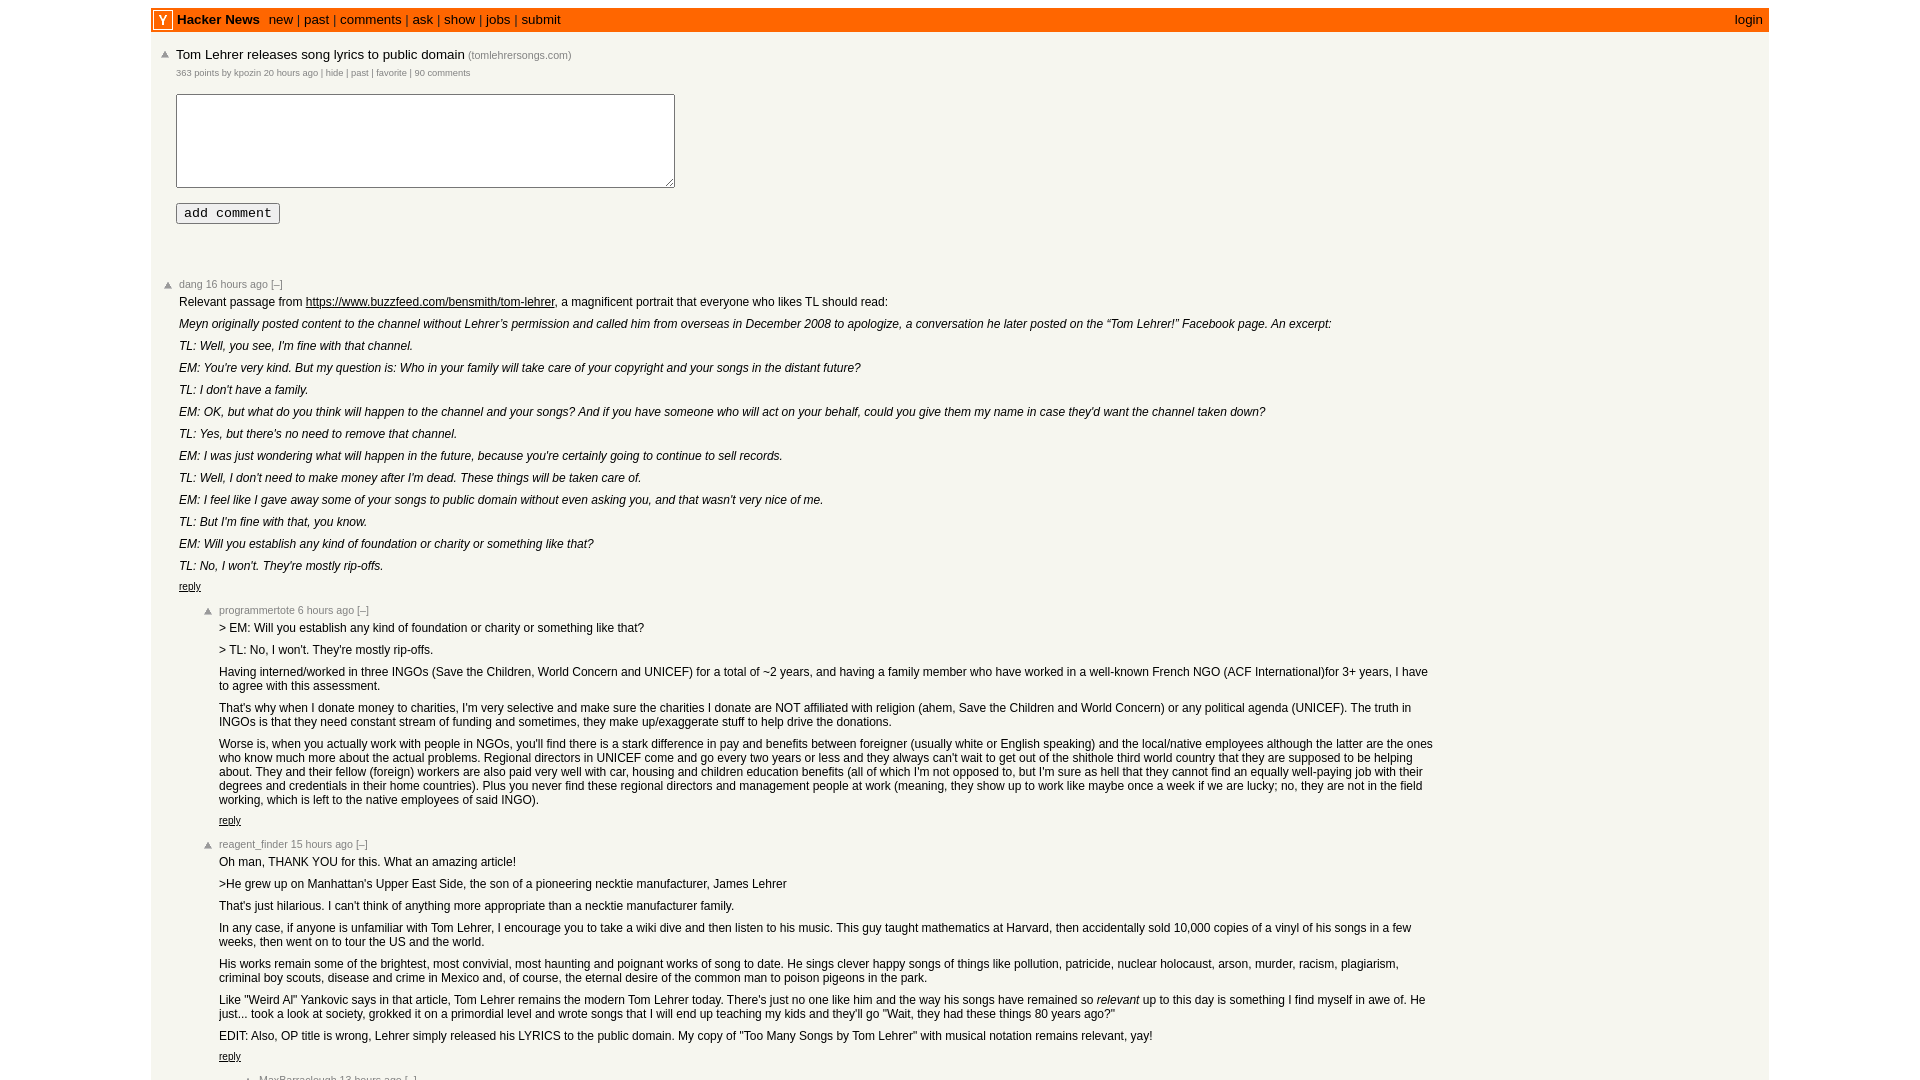 Y Hacker News new | past | comments | ask | show | jobs | submit login
Tom Lehrer releases song lyrics to public domain (tomlehrersongs.com)
363 points by kpozin 20 hours ago | hide | past | favorite | 90 comments
add comment
dang 16 hours ago [–]
Relevant passage from https://www.buzzfeed.com/bensmith/tom-lehrer, a magnificent portrait that everyone who likes TL should read:
Meyn originally posted content to the channel without Lehrer’s permission and called him from overseas in December 2008 to apologize, a conversation he later posted on the “Tom Lehrer!” Facebook page. An excerpt:
TL: Well, you see, I'm fine with that channel.
EM: You're very kind. But my question is: Who in your family will take care of your copyright and your songs in the distant future?
TL: I don't have a family.
EM: OK, but what do you think will happen to the channel and your songs? And if you have someone who will act on your behalf, could you give them my name in case they'd want the channel taken down?
TL: Yes, but there's no need to remove that channel.
EM: I was just wondering what will happen in the future, because you're certainly going to continue to sell records.
TL: Well, I don't need to make money after I'm dead. These things will be taken care of.
EM: I feel like I gave away some of your songs to public domain without even asking you, and that wasn't very nice of me.
TL: But I'm fine with that, you know.
EM: Will you establish any kind of foundation or charity or something like that?
TL: No, I won't. They're mostly rip-offs.
reply
programmertote 6 hours ago [–]
> EM: Will you establish any kind of foundation or charity or something like that?
> TL: No, I won't. They're mostly rip-offs.
Having interned/worked in three INGOs (Save the Children, World Concern and UNICEF) for a total of ~2 years, and having a family member who have worked in a well-known French NGO (ACF International)for 3+ years, I have
to agree with this assessment.
That's why when I donate money to charities, I'm very selective and make sure the charities I donate are NOT affiliated with religion (ahem, Save the Children and World Concern) or any political agenda (UNICEF). The truth in
INGOs is that they need constant stream of funding and sometimes, they make up/exaggerate stuff to help drive the donations.
Worse is, when you actually work with people in NGOs, you'll find there is a stark difference in pay and benefits between foreigner (usually white or English speaking) and the local/native employees although the latter are the ones
who know much more about the actual problems. Regional directors in UNICEF come and go every two years or less and they always can't wait to get out of the shithole third world country that they are supposed to be helping
about. They and their fellow (foreign) workers are also paid very well with car, housing and children education benefits (all of which I'm not opposed to, but I'm sure as hell that they cannot find an equally well-paying job with their
degrees and credentials in their home countries). Plus you never find these regional directors and management people at work (meaning, they show up to work like maybe once a week if we are lucky; no, they are not in the field
working, which is left to the native employees of said INGO).
reply
reagent_finder 15 hours ago [–]
Oh man, THANK YOU for this. What an amazing article!
>He grew up on Manhattan's Upper East Side, the son of a pioneering necktie manufacturer, James Lehrer
That's just hilarious. I can't think of anything more appropriate than a necktie manufacturer family.
In any case, if anyone is unfamiliar with Tom Lehrer, I encourage you to take a wiki dive and then listen to his music. This guy taught mathematics at Harvard, then accidentally sold 10,000 copies of a vinyl of his songs in a few
weeks, then went on to tour the US and the world.
His works remain some of the brightest, most convivial, most haunting and poignant works of song to date. He sings clever happy songs of things like pollution, patricide, nuclear holocaust, arson, murder, racism, plagiarism,
criminal boy scouts, disease and crime in Mexico and, of course, the eternal desire of the common man to poison pigeons in the park.
Like "Weird Al" Yankovic says in that article, Tom Lehrer remains the modern Tom Lehrer today. There's just no one like him and the way his songs have remained so relevant up to this day is something I find myself in awe of. He
just... took a look at society, grokked it on a primordial level and wrote songs that I will end up teaching my kids and they'll go "Wait, they had these things 80 years ago?"
EDIT: Also, OP title is wrong, Lehrer simply released his LYRICS to the public domain. My copy of "Too Many Songs by Tom Lehrer" with musical notation remains relevant, yay!
reply
MaxBarraclough 13 hours ago [–]